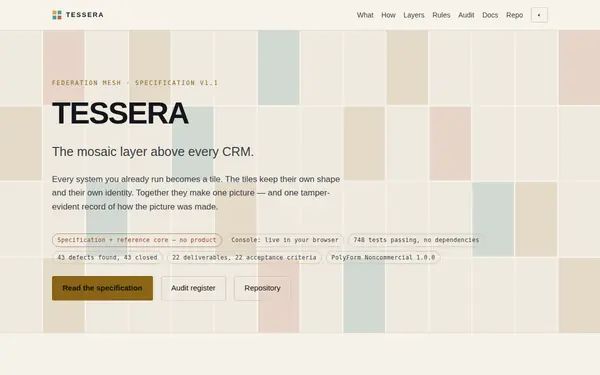 TESSERA
What How Layers Rules Audit Docs Repo
FEDERATION MESH · SPECIFICATION V1.1
TESSERA
The mosaic layer above every CRM.
Every system you already run becomes a tile. The tiles keep their own shape
and their own identity. Together they make one picture — and one tamper-
evident record of how the picture was made.
Specification + reference core — no product Console: live in your browser 748 tests passing, no dependencies
43 defects found, 43 closed 22 deliverables, 22 acceptance criteria PolyForm Noncommercial 1.0.0
Read the specification Audit register Repository